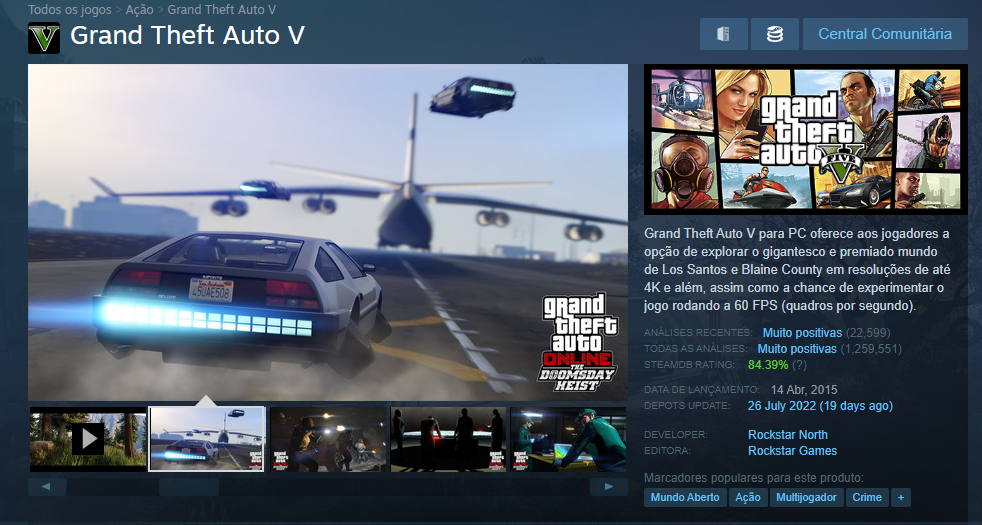 Todos os jogos > Ação > Grand Theft Auto V
Grand Theft Auto V
Central Comunitária
IMPORTE
450AE508
DELUXE
grand
theft
auto
ONLINE
THE
DOOMSDAY
HEIST
grand
theft
auto
V
FIVE
Grand Theft Auto V para PC oferece aos jogadores a
opção de explorar o gigantesco e premiado mundo
de Los Santos e Blaine County em resoluções de até
4K e além, assim como a chance de experimentar o
jogo rodando a 60 FPS (quadros por segundo).
ANÁLISES RECENTES: Muito positivas (22,599)
TODAS AS ANÁLISES: Muito positivas (1,259,551)
STEAMDB RATING: 84.39% (?)
DATA DE LANÇAMENTO: 14 Abr, 2015
DEPOTS UPDATE: 26 July 2022 (19 days ago)
DEVELOPER: Rockstar North
EDITORA: Rockstar Games
Marcadores populares para este produto:
Mundo Aberto Ação Multijogador Crime +